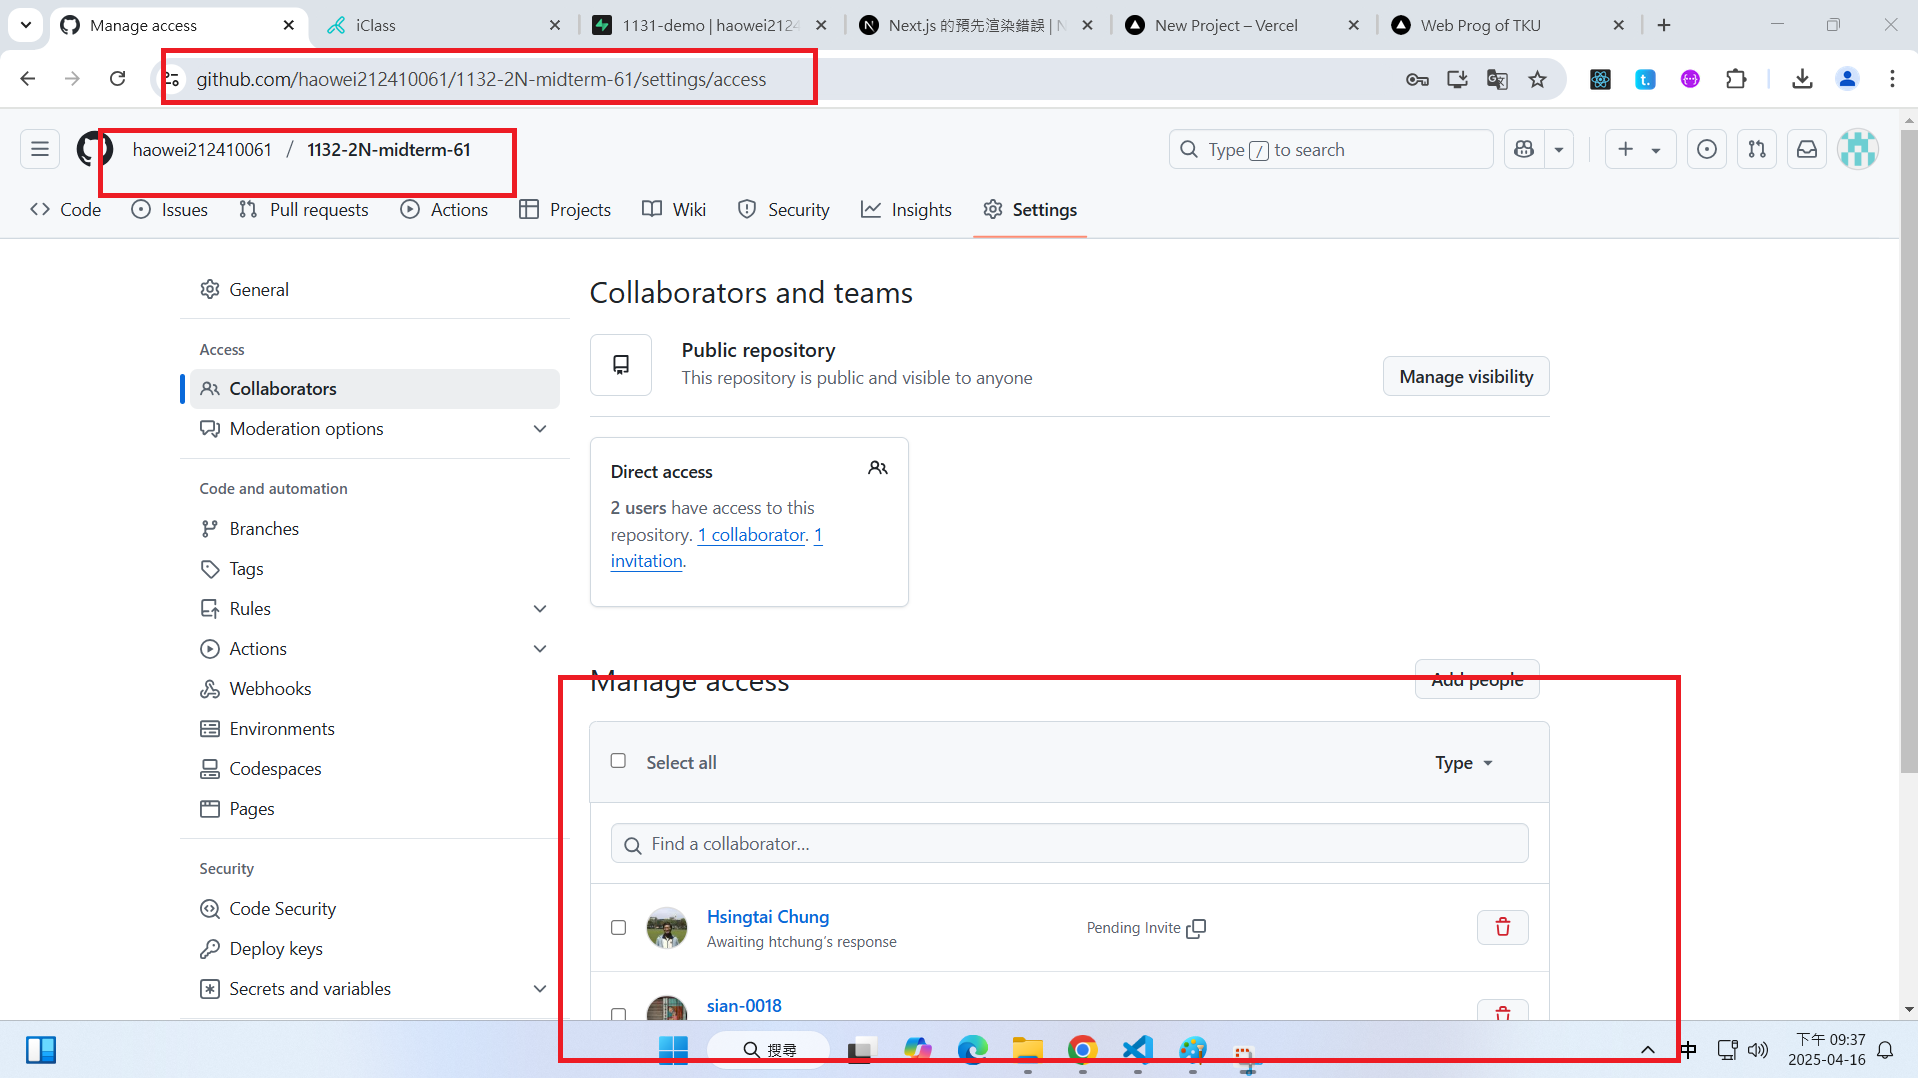 Manage access
iClass
1131-demo | haowei2124
Next.js 的預先渲染錯誤 | N
New Project – Vercel
Web Prog of TKU
github.com/haowei212410061/1132-2N-midterm-61/settings/access
haowei212410061 / 1132-2N-midterm-61
Type / to search
Code
Issues
Pull requests
Actions
Projects
Wiki
Security
Insights
Settings
General
Access
Collaborators
Moderation options
Code and automation
Branches
Tags
Rules
Actions
Webhooks
Environments
Codespaces
Pages
Security
Code Security
Deploy keys
Secrets and variables
Collaborators and teams
Public repository
This repository is public and visible to anyone
Manage visibility
Direct access
2 users have access to this
repository. 1 collaborator. 1
invitation.
Manage access
Add people
Select all
Type
Find a collaborator...
Hsingtai Chung
Awaiting htchung's response
Pending Invite
sian-0018
搜尋
中
下午 09:37
2025-04-16